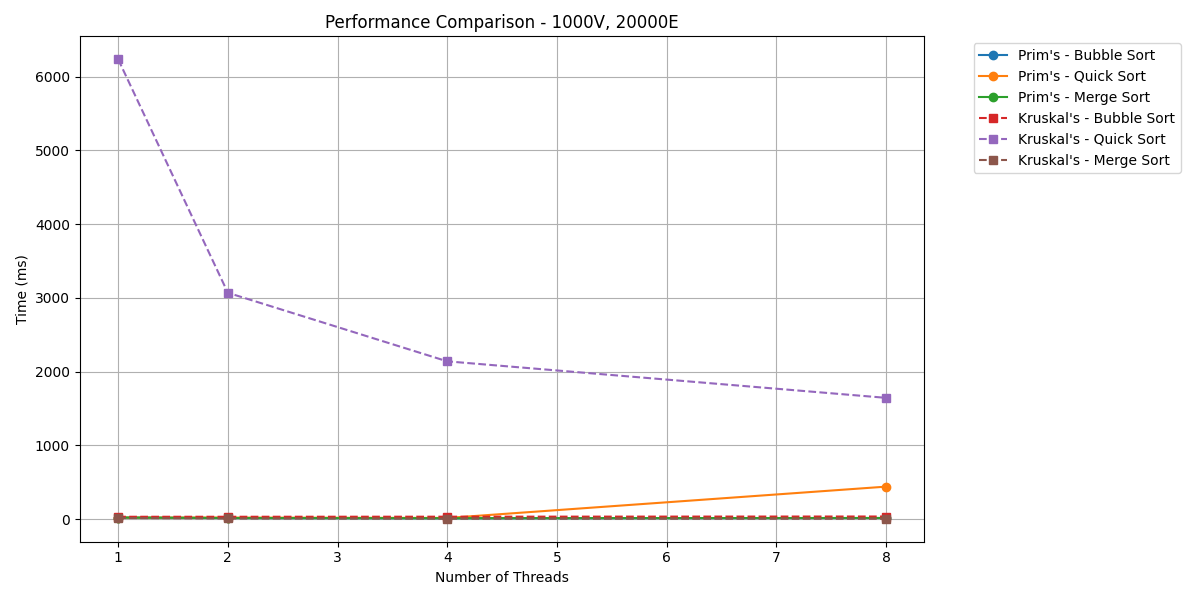 Performance Comparison - 1000V, 20000E
Prim's - Bubble Sort
Prim's - Quick Sort
Prim's - Merge Sort
Kruskal's - Bubble Sort
Kruskal's - Quick Sort
Kruskal's - Merge Sort
Time (ms)
6000
5000
4000
3000
2000
1000
0
1 2 3 4 5 6 7 8
Number of Threads